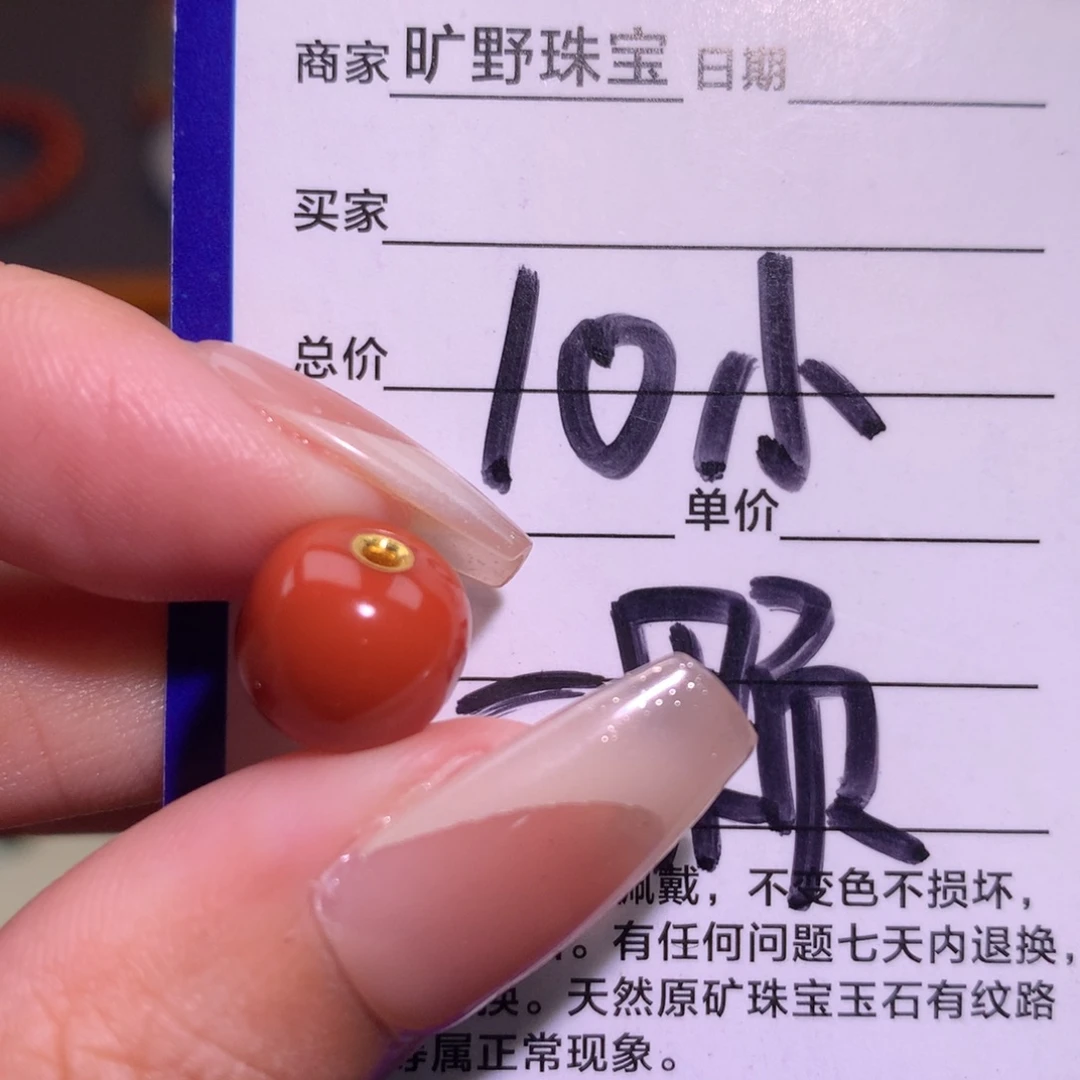 商家 旷野珠宝 日期
买家
总价 10小
单价
戴，不变色不损坏，
。有任何问题七天内退换，
换。天然原矿珠宝玉石有纹路
等属正常现象。